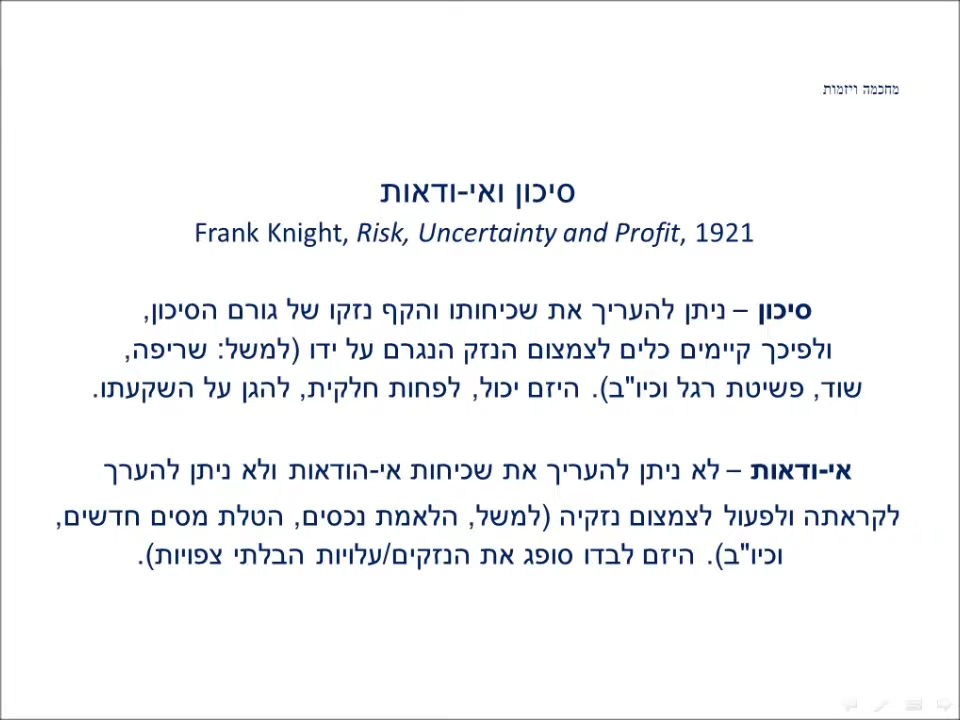 מחכמה ויזמות
סיכון ואי-ודאות
Frank Knight, Risk, Uncertainty and Profit, 1921
סיכון – ניתן להעריך את שכיחותו והקף נזקו של גורם הסיכון,
ולפיכך קיימים כלים לצמצום הנזק הנגרם על ידו (למשל: שריפה,
שוד, פשיטת רגל וכיו"ב). היזם יכול, לפחות חלקית, להגן על השקעתו.
אי-ודאות – לא ניתן להעריך את שכיחות אי-הודאות ולא ניתן להערך
לקראתה ולפעול לצמצום נזקיה (למשל, הלאמת נכסים, הטלת מסים חדשים,
וכיו"ב). היזם לבדו סופג את הנזקים/עלויות הבלתי צפויות).